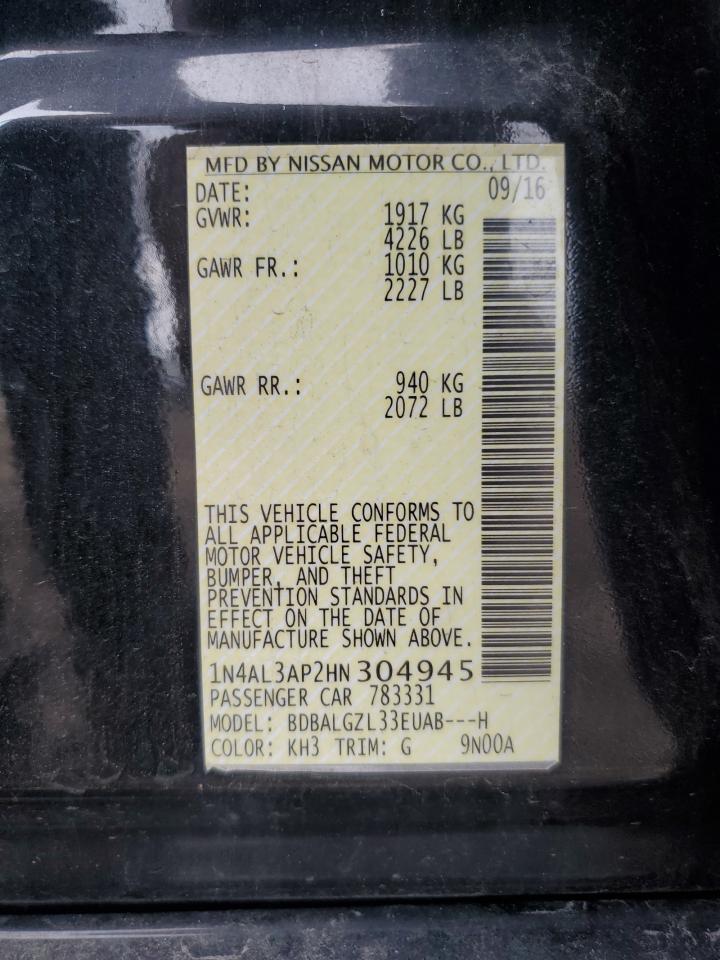 MFD BY NISSAN MOTOR CO., LTD.
DATE: 09/16
GVWR: 1917 KG
4226 LB
GAWR FR.: 1010 KG
2227 LB
GAWR RR.: 940 KG
2072 LB
THIS VEHICLE CONFORMS TO
ALL APPLICABLE FEDERAL
MOTOR VEHICLE SAFETY,
BUMPER, AND THEFT
PREVENTION STANDARDS IN
EFFECT ON THE DATE OF
MANUFACTURE SHOWN ABOVE.
1N4AL3AP2HN304945
PASSENGER CAR 783331
MODEL: BDBALGZL33EUAB---H
COLOR: KH3 TRIM: G 9N00A